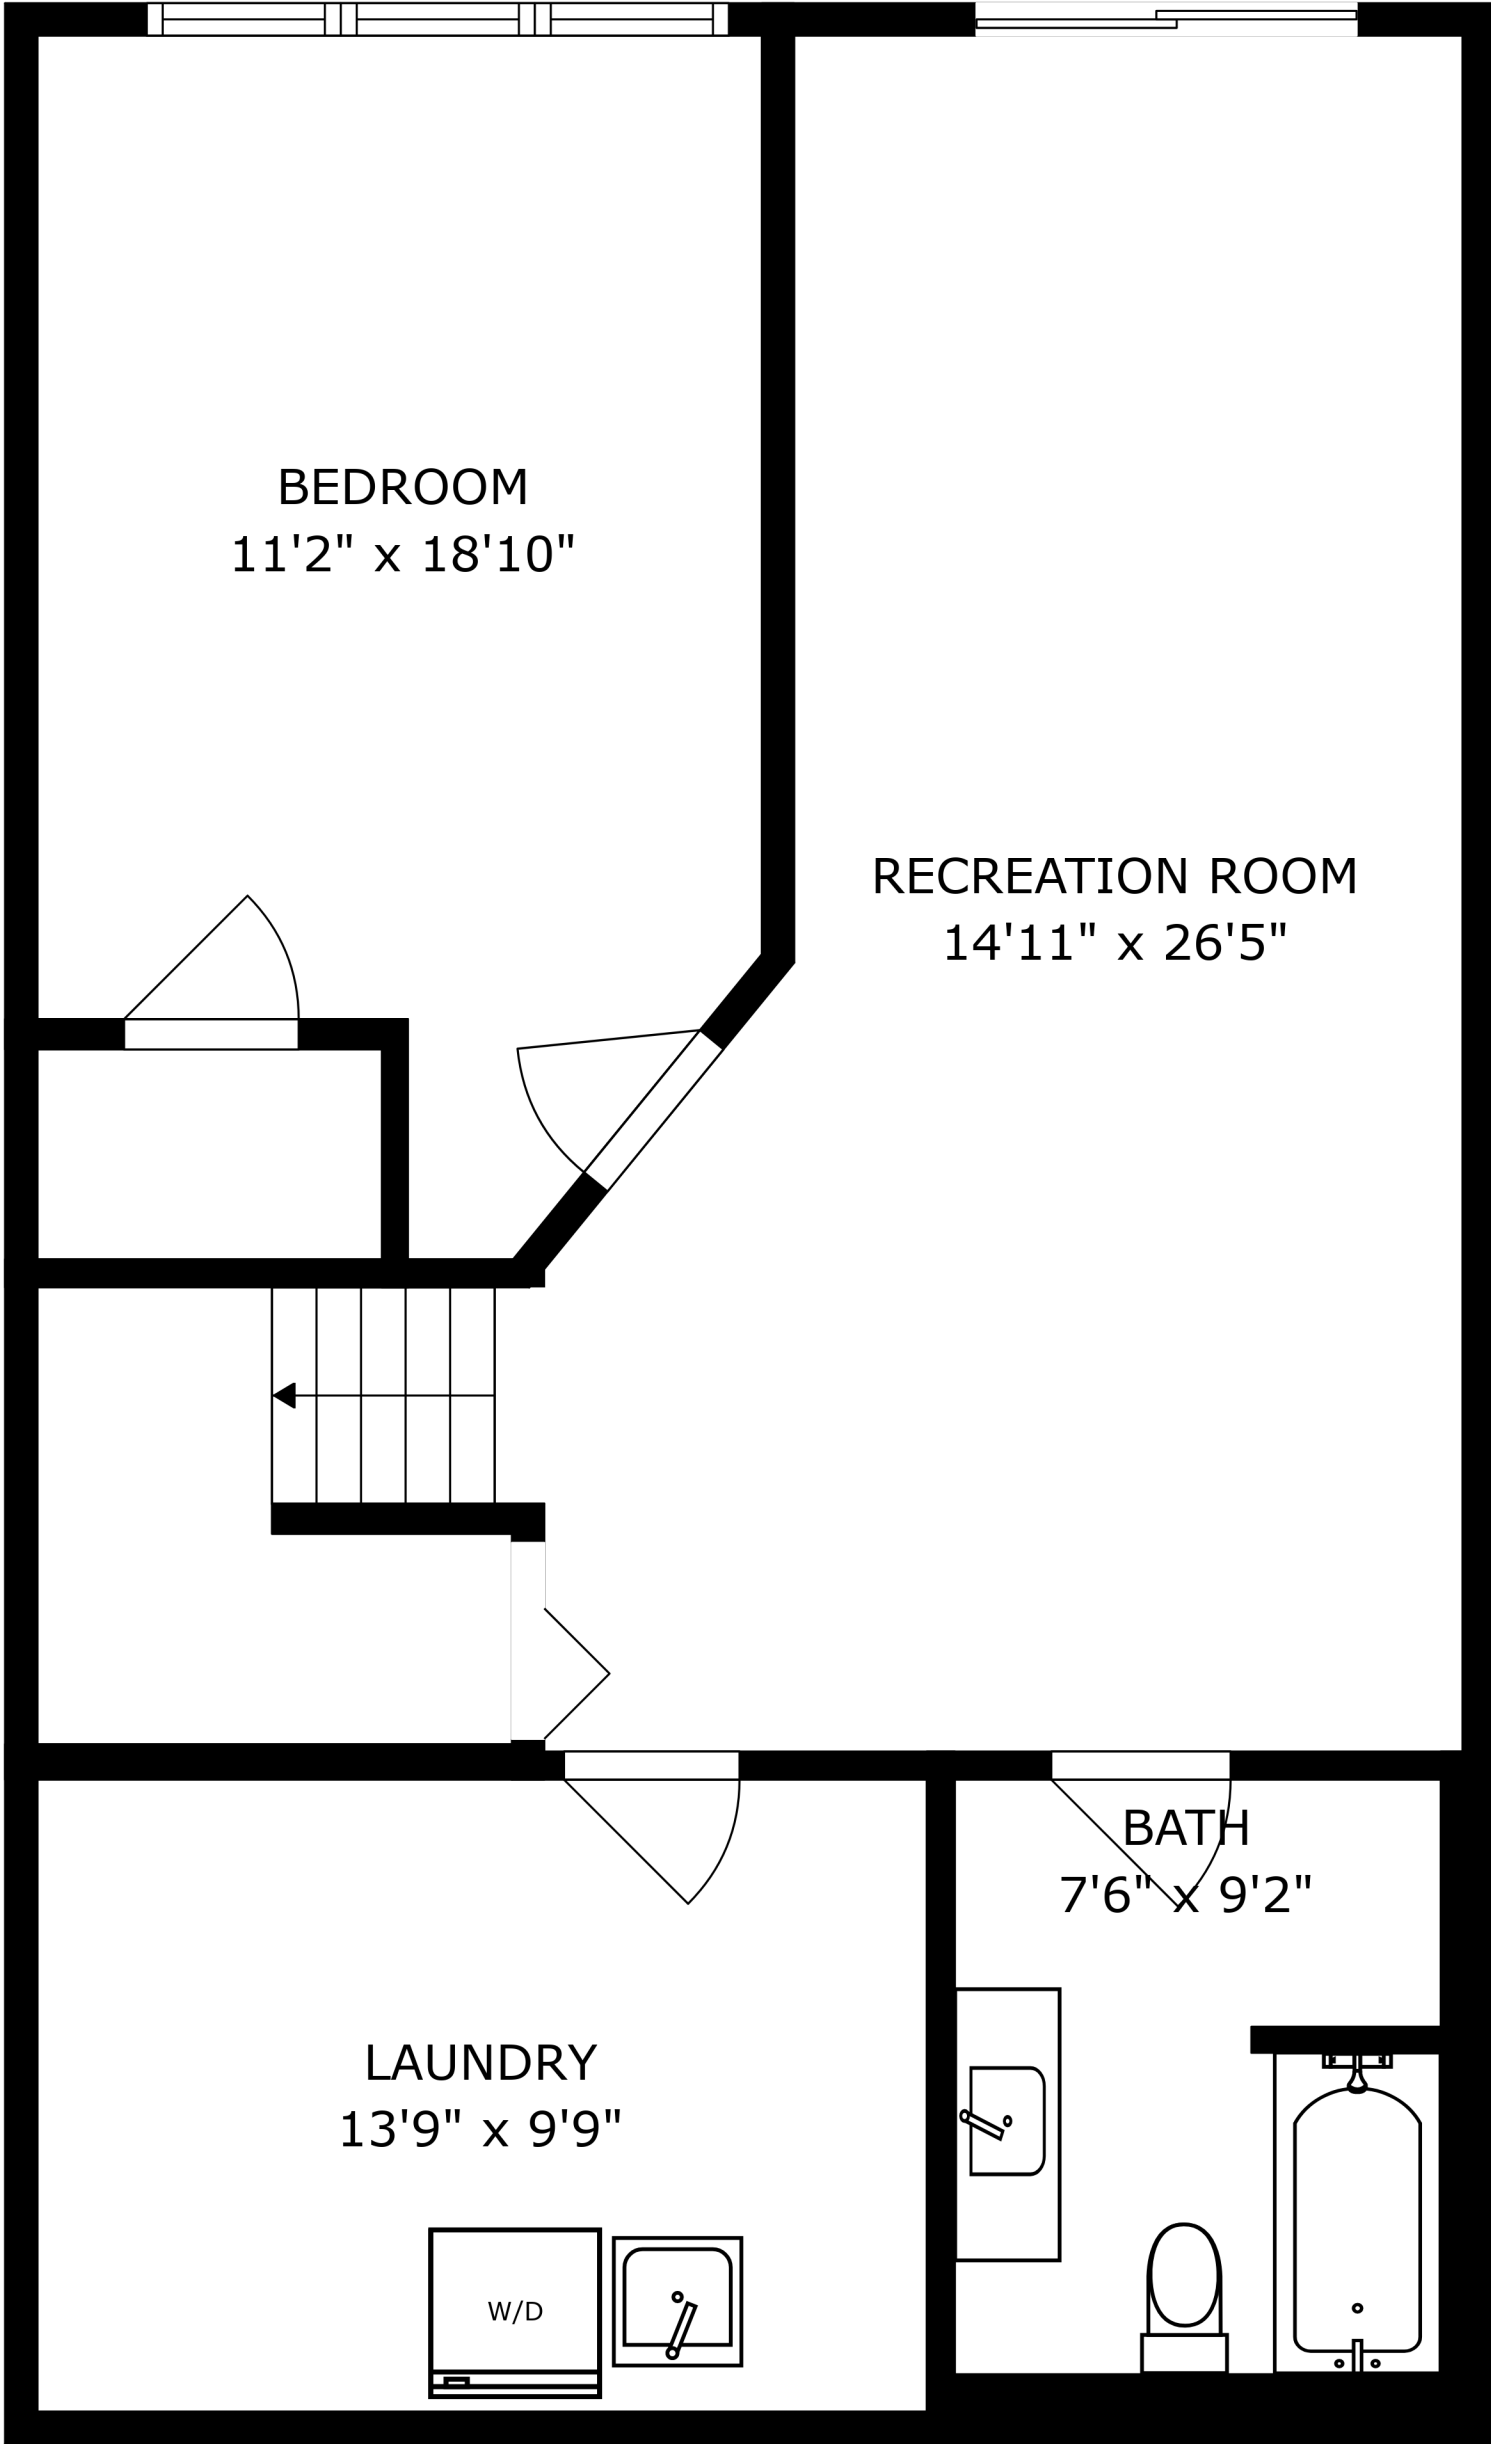 BEDROOM
11'2" x 18'10"
RECREATION ROOM
14'11" x 26'5"
BATH
7'6" x 9'2"
LAUNDRY
13'9" x 9'9"
W/D